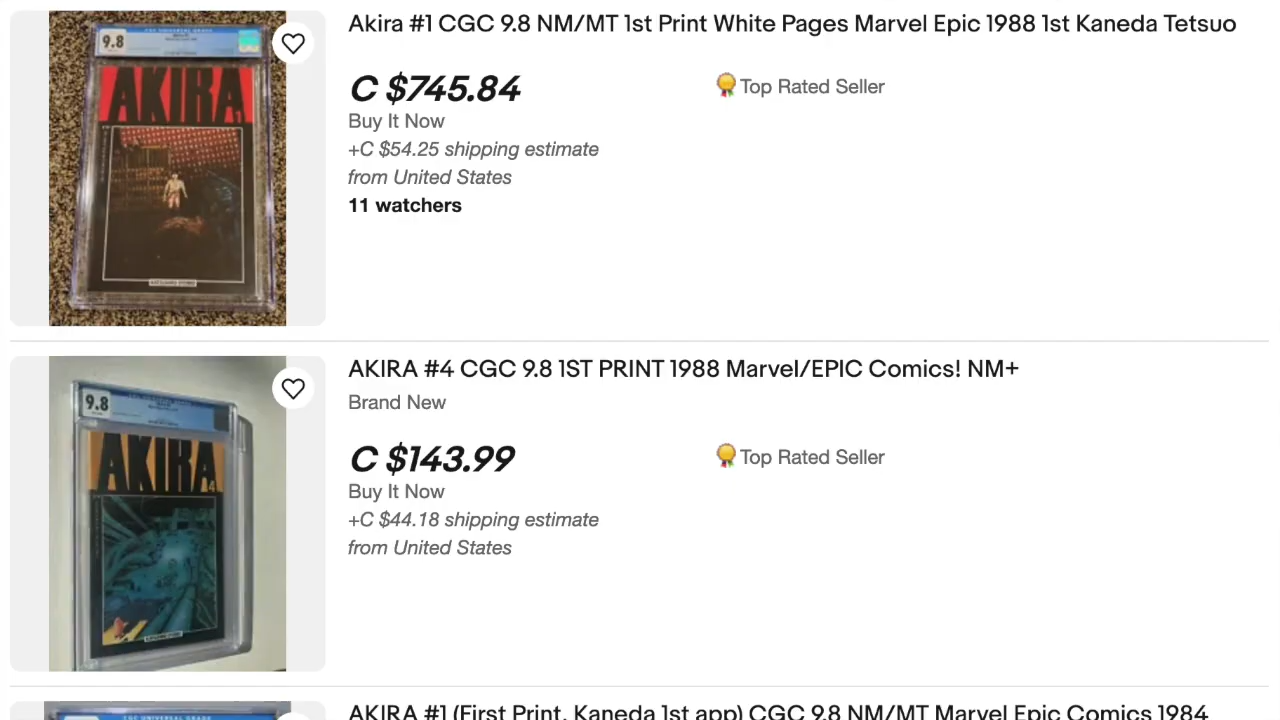 Akira #1 CGC 9.8 NM/MT 1st Print White Pages Marvel Epic 1988 1st Kaneda Tetsuo
9.8
AKIRA
C $745.84
Top Rated Seller
Buy It Now
+C $54.25 shipping estimate
from United States
11 watchers
AKIRA #4 CGC 9.8 1ST PRINT 1988 Marvel/EPIC Comics! NM+
Brand New
9.8
AKIRA
4
C $143.99
Top Rated Seller
Buy It Now
+C $44.18 shipping estimate
from United States
AKIRA #1 (First Print, Kaneda 1st app) CGC 9.8 NM/MT Marvel Epic Comics 1984
CGC UNIVERSAL GRADE